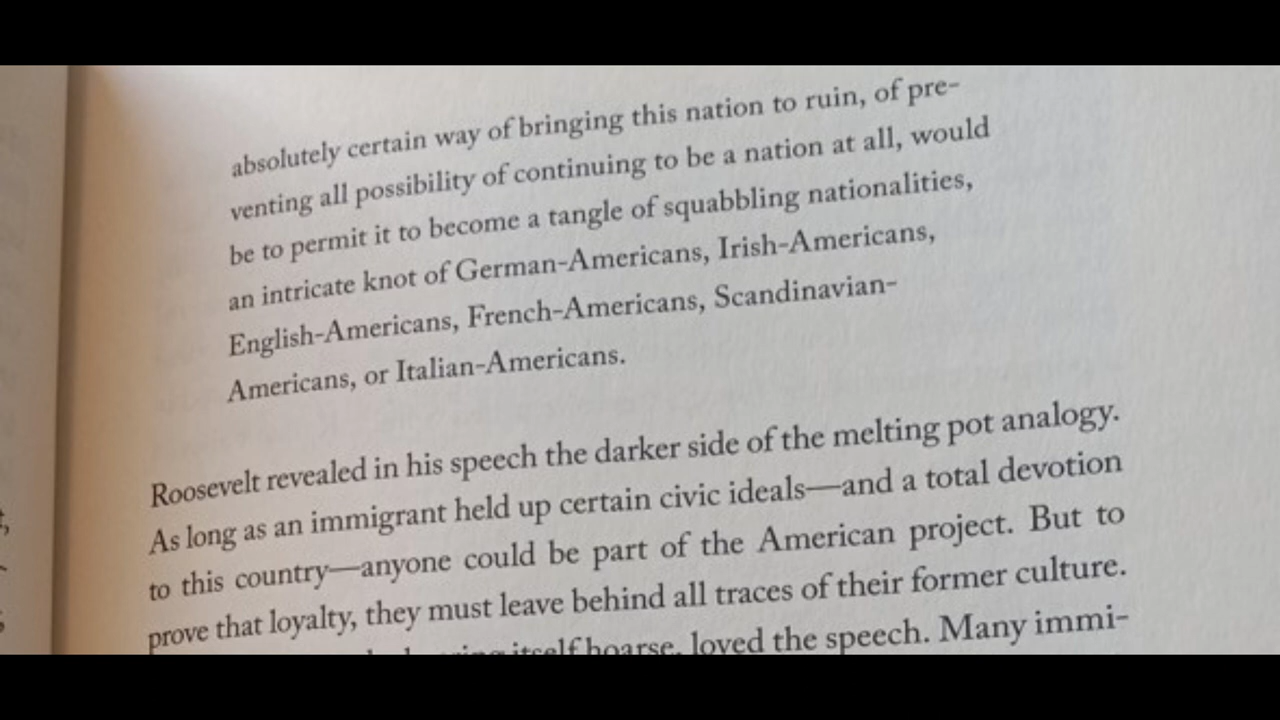 absolutely certain way of bringing this nation to ruin, of pre-
venting all possibility of continuing to be a nation at all, would
be to permit it to become a tangle of squabbling nationalities,
an intricate knot of German-Americans, Irish-Americans,
English-Americans, French-Americans, Scandinavian-
Americans, or Italian-Americans.
Roosevelt revealed in his speech the darker side of the melting pot analogy.
As long as an immigrant held up certain civic ideals—and a total devotion
to this country—anyone could be part of the American project. But to
prove that loyalty, they must leave behind all traces of their former culture.
itself hoarse, loved the speech. Many immi-